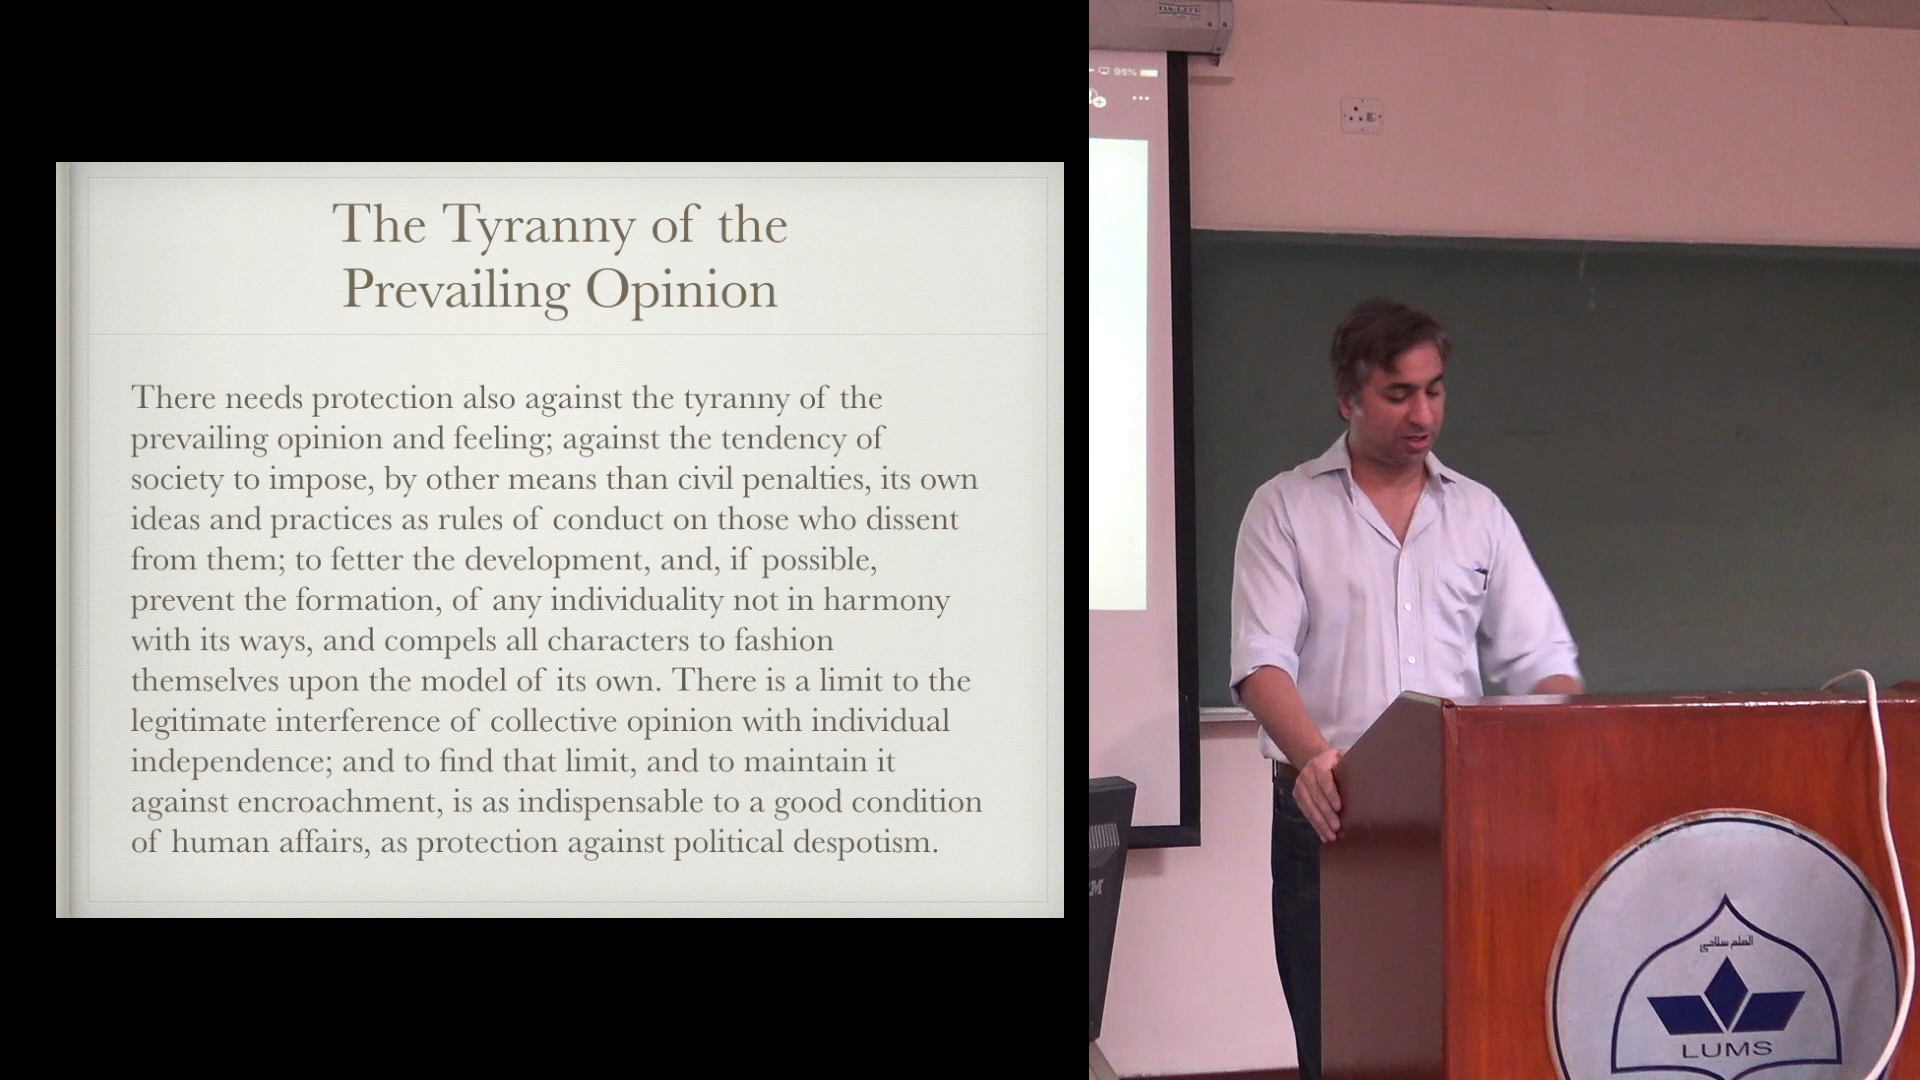 The Tyranny of the
Prevailing Opinion
There needs protection also against the tyranny of the
prevailing opinion and feeling; against the tendency of
society to impose, by other means than civil penalties, its own
ideas and practices as rules of conduct on those who dissent
from them; to fetter the development, and, if possible,
prevent the formation, of any individuality not in harmony
with its ways, and compels all characters to fashion
themselves upon the model of its own. There is a limit to the
legitimate interference of collective opinion with individual
independence; and to find that limit, and to maintain it
against encroachment, is as indispensable to a good condition
of human affairs, as protection against political despotism.
DA-LITE
95%
LUMS